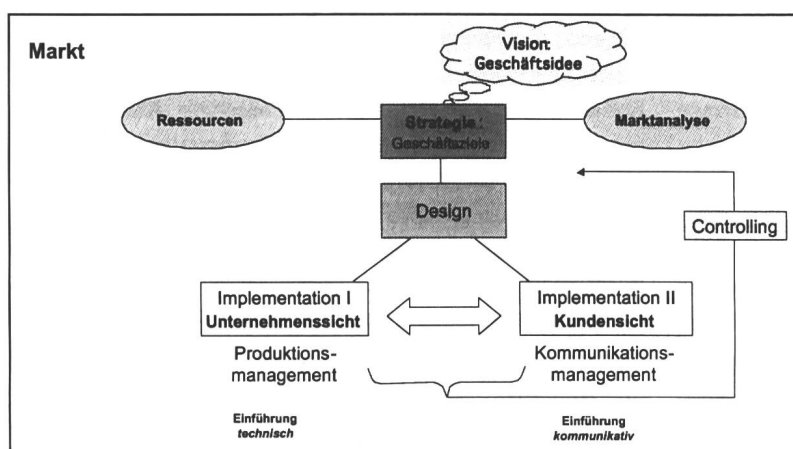 Markt
Vision:
Geschäftsidee
Ressourcen
Strategie:
Geschäftsziele
Marktanalyse
Design
Controlling
Implementation I
Unternehmenssicht
Implementation II
Kundensicht
Produktions-
management
Kommunikations-
management
Einführung
technisch
Einführung
kommunikativ